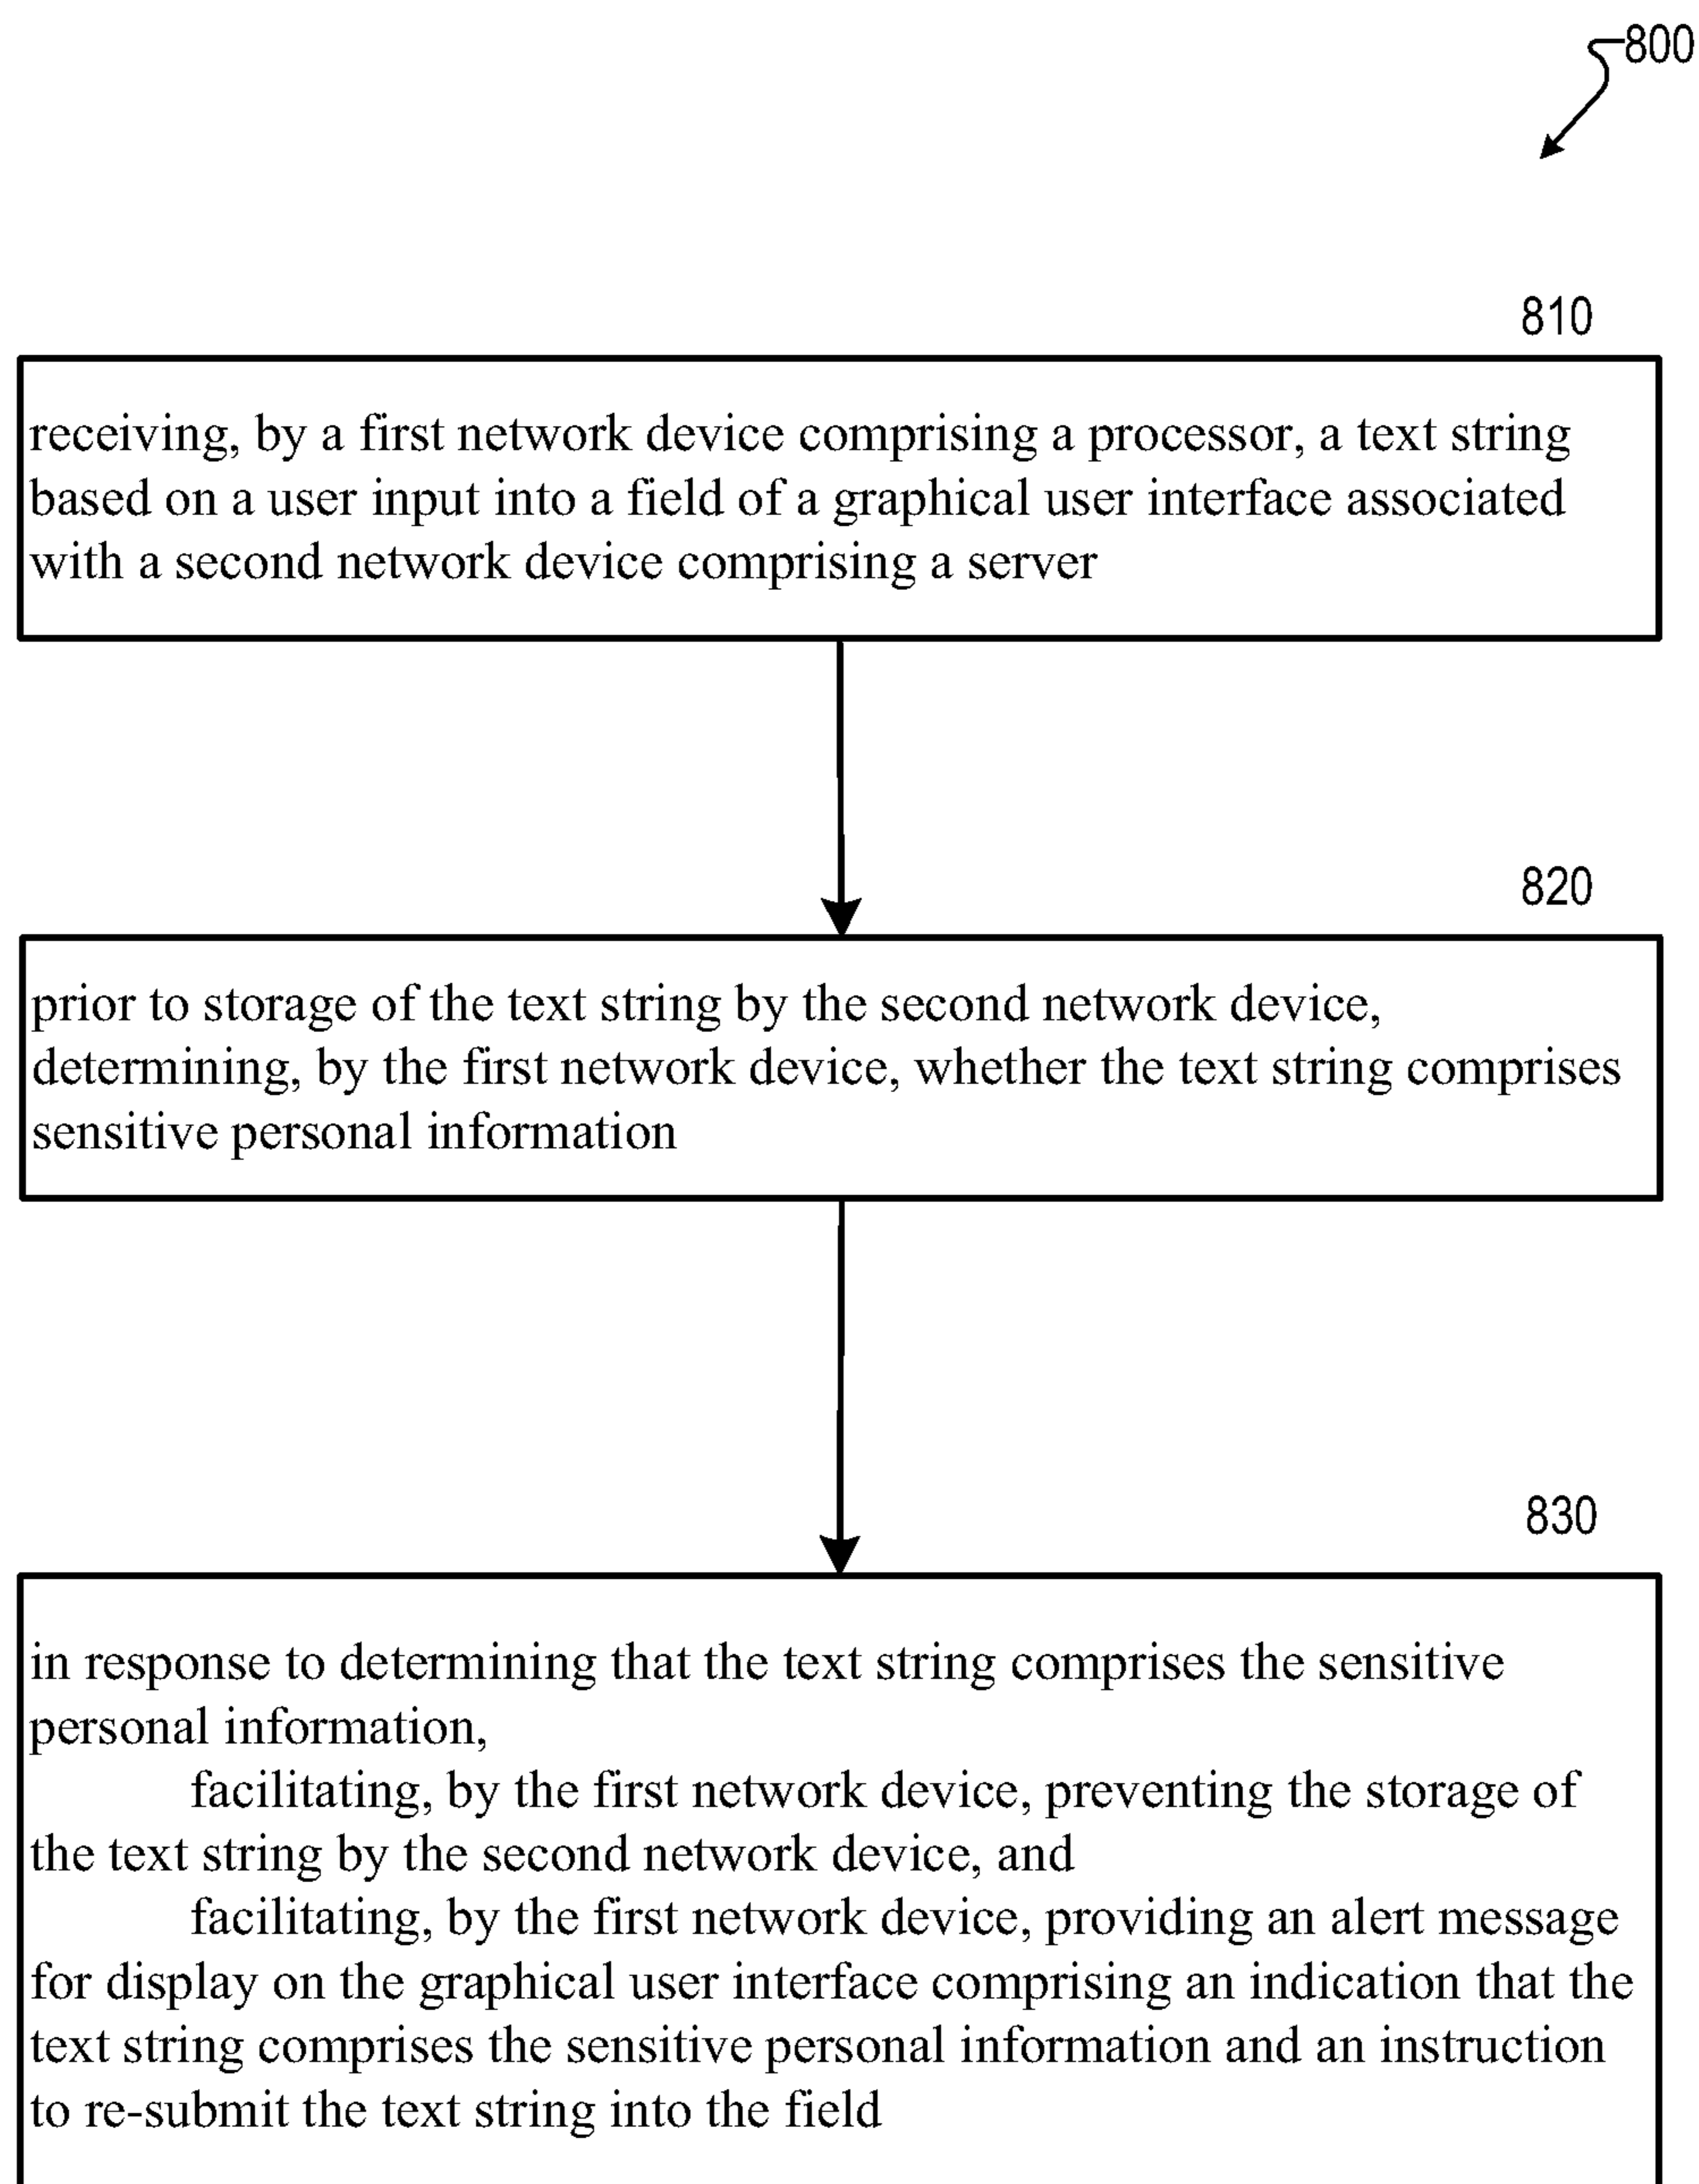 800
810
receiving, by a first network device comprising a processor, a text string
based on a user input into a field of a graphical user interface associated
with a second network device comprising a server
820
prior to storage of the text string by the second network device,
determining, by the first network device, whether the text string comprises
sensitive personal information
830
in response to determining that the text string comprises the sensitive
personal information,
facilitating, by the first network device, preventing the storage of
the text string by the second network device, and
facilitating, by the first network device, providing an alert message
for display on the graphical user interface comprising an indication that the
text string comprises the sensitive personal information and an instruction
to re-submit the text string into the field